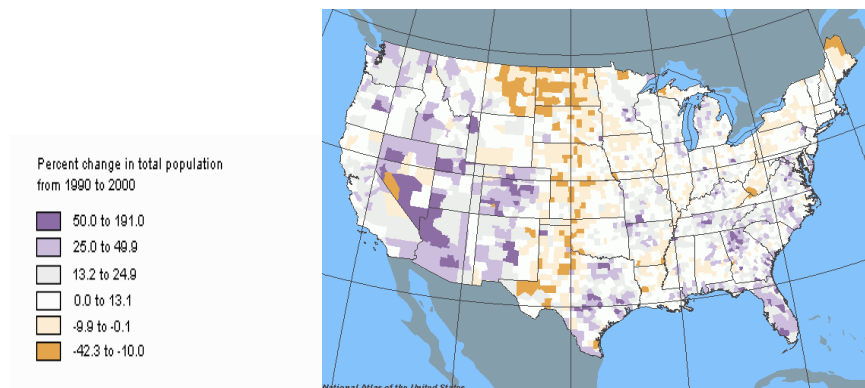 Percent change in total population
from 1990 to 2000
50.0 to 191.0
25.0 to 49.9
13.2 to 24.9
0.0 to 13.1
-9.9 to -0.1
-42.3 to -10.0
National Atlas of the United States